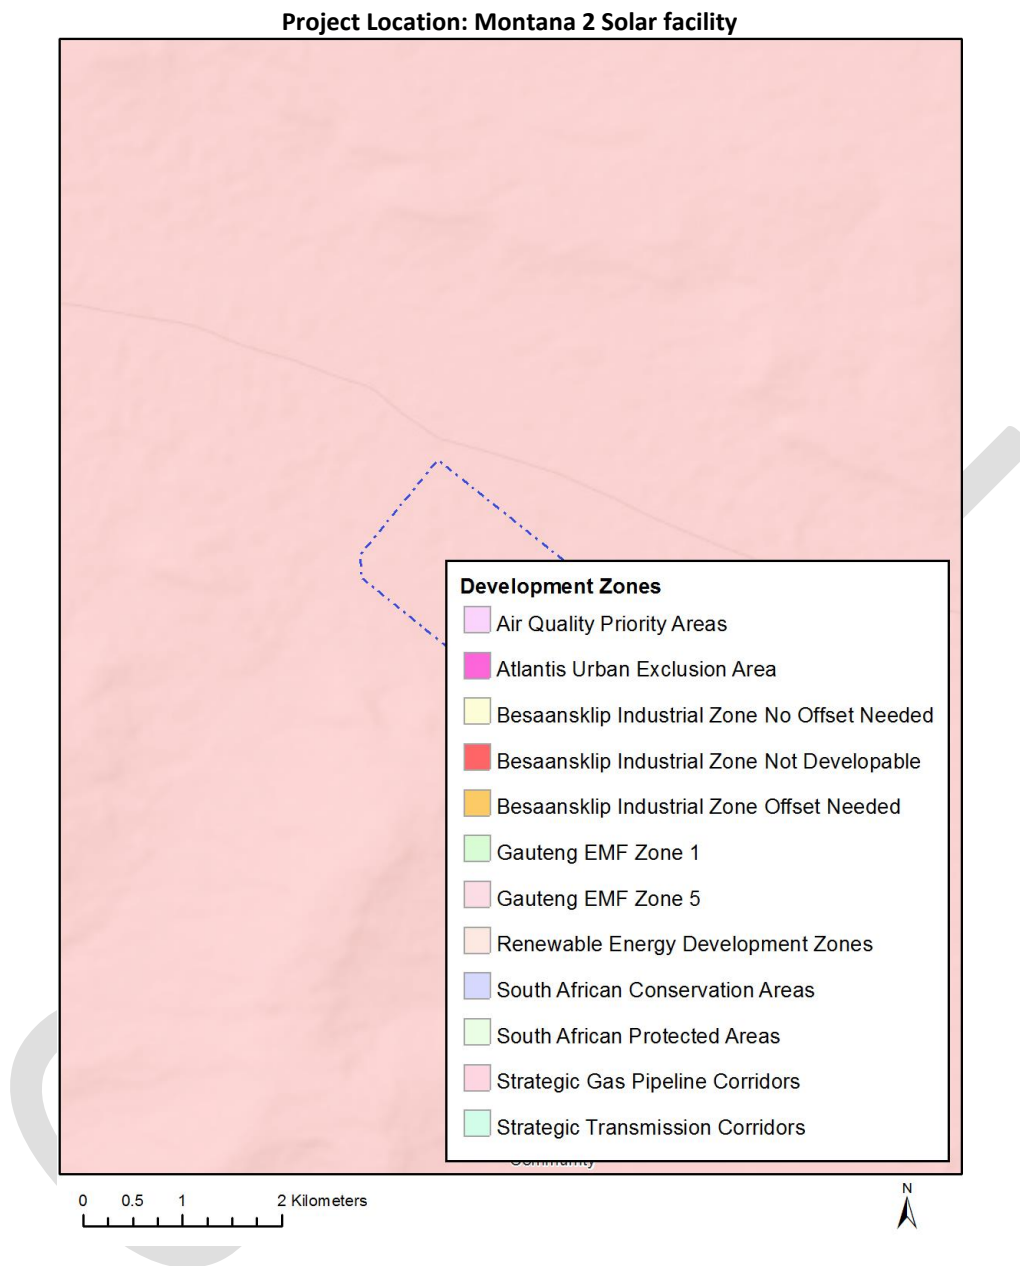 Project Location: Montana 2 Solar facility
Development Zones
Air Quality Priority Areas
Atlantis Urban Exclusion Area
Besaansklip Industrial Zone No Offset Needed
Besaansklip Industrial Zone Not Developable
Besaansklip Industrial Zone Offset Needed
Gauteng EMF Zone 1
Gauteng EMF Zone 5
Renewable Energy Development Zones
South African Conservation Areas
South African Protected Areas
Strategic Gas Pipeline Corridors
Strategic Transmission Corridors
Community
0 0.5 1 2 Kilometers
N